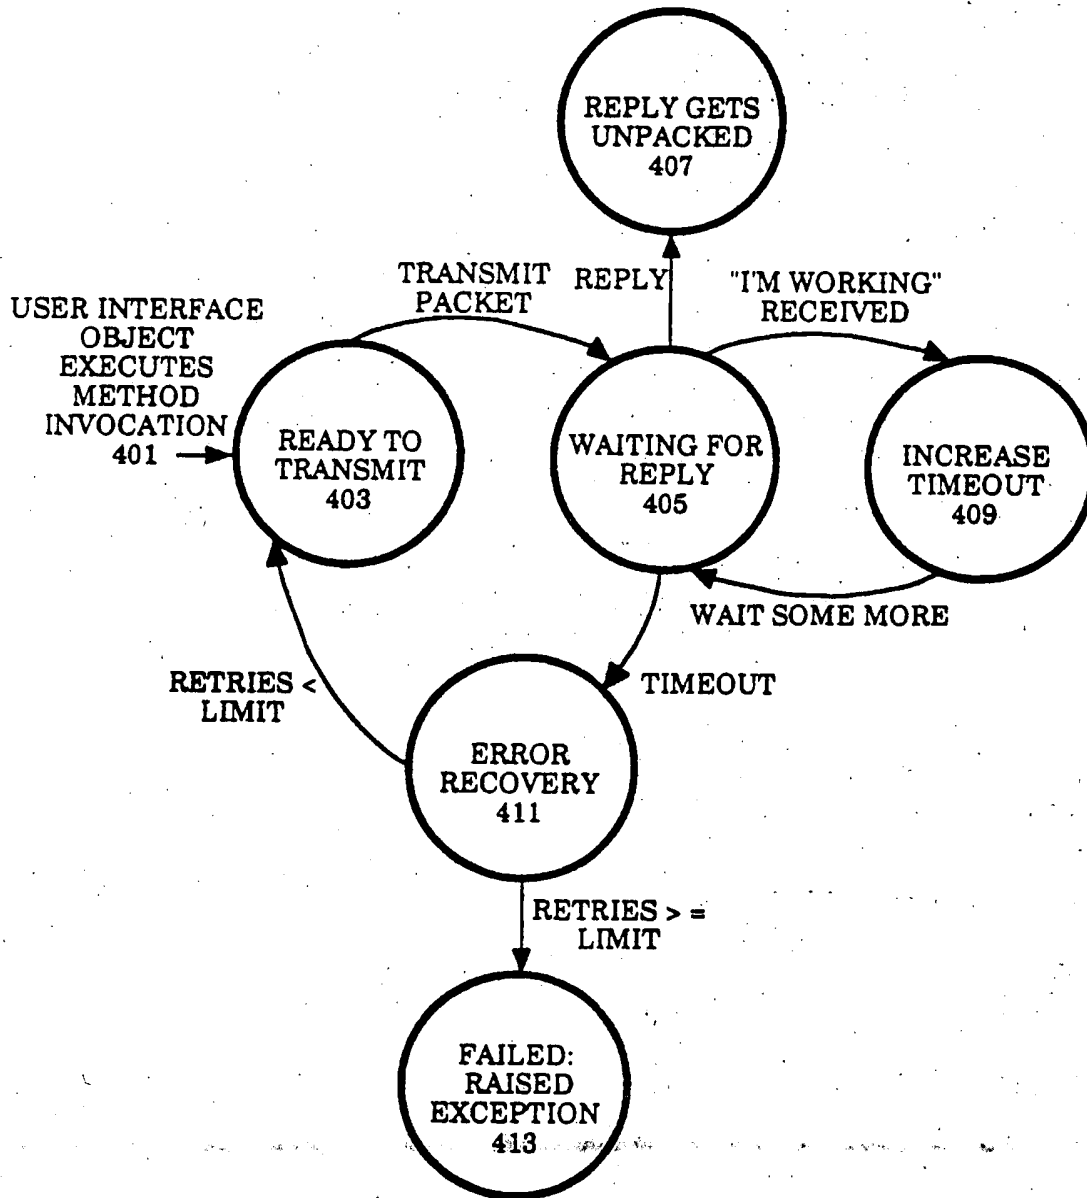 REPLY GETS
UNPACKED
407
TRANSMIT
PACKET
REPLY
"I'M WORKING"
RECEIVED
USER INTERFACE
OBJECT
EXECUTES
METHOD
INVOCATION
401
READY TO
TRANSMIT
403
WAITING FOR
REPLY
405
INCREASE
TIMEOUT
409
WAIT SOME MORE
RETRIES <
LIMIT
TIMEOUT
ERROR
RECOVERY
411
RETRIES > =
LIMIT
FAILED:
RAISED
EXCEPTION
413